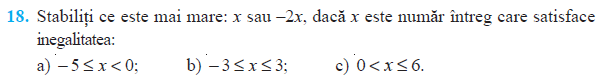 18. Stabiliți ce este mai mare: x sau –2x, dacă x este număr întreg care satisface
inegalitatea:
a) –5 ≤ x < 0; b) –3 ≤ x ≤ 3; c) 0 < x ≤ 6.